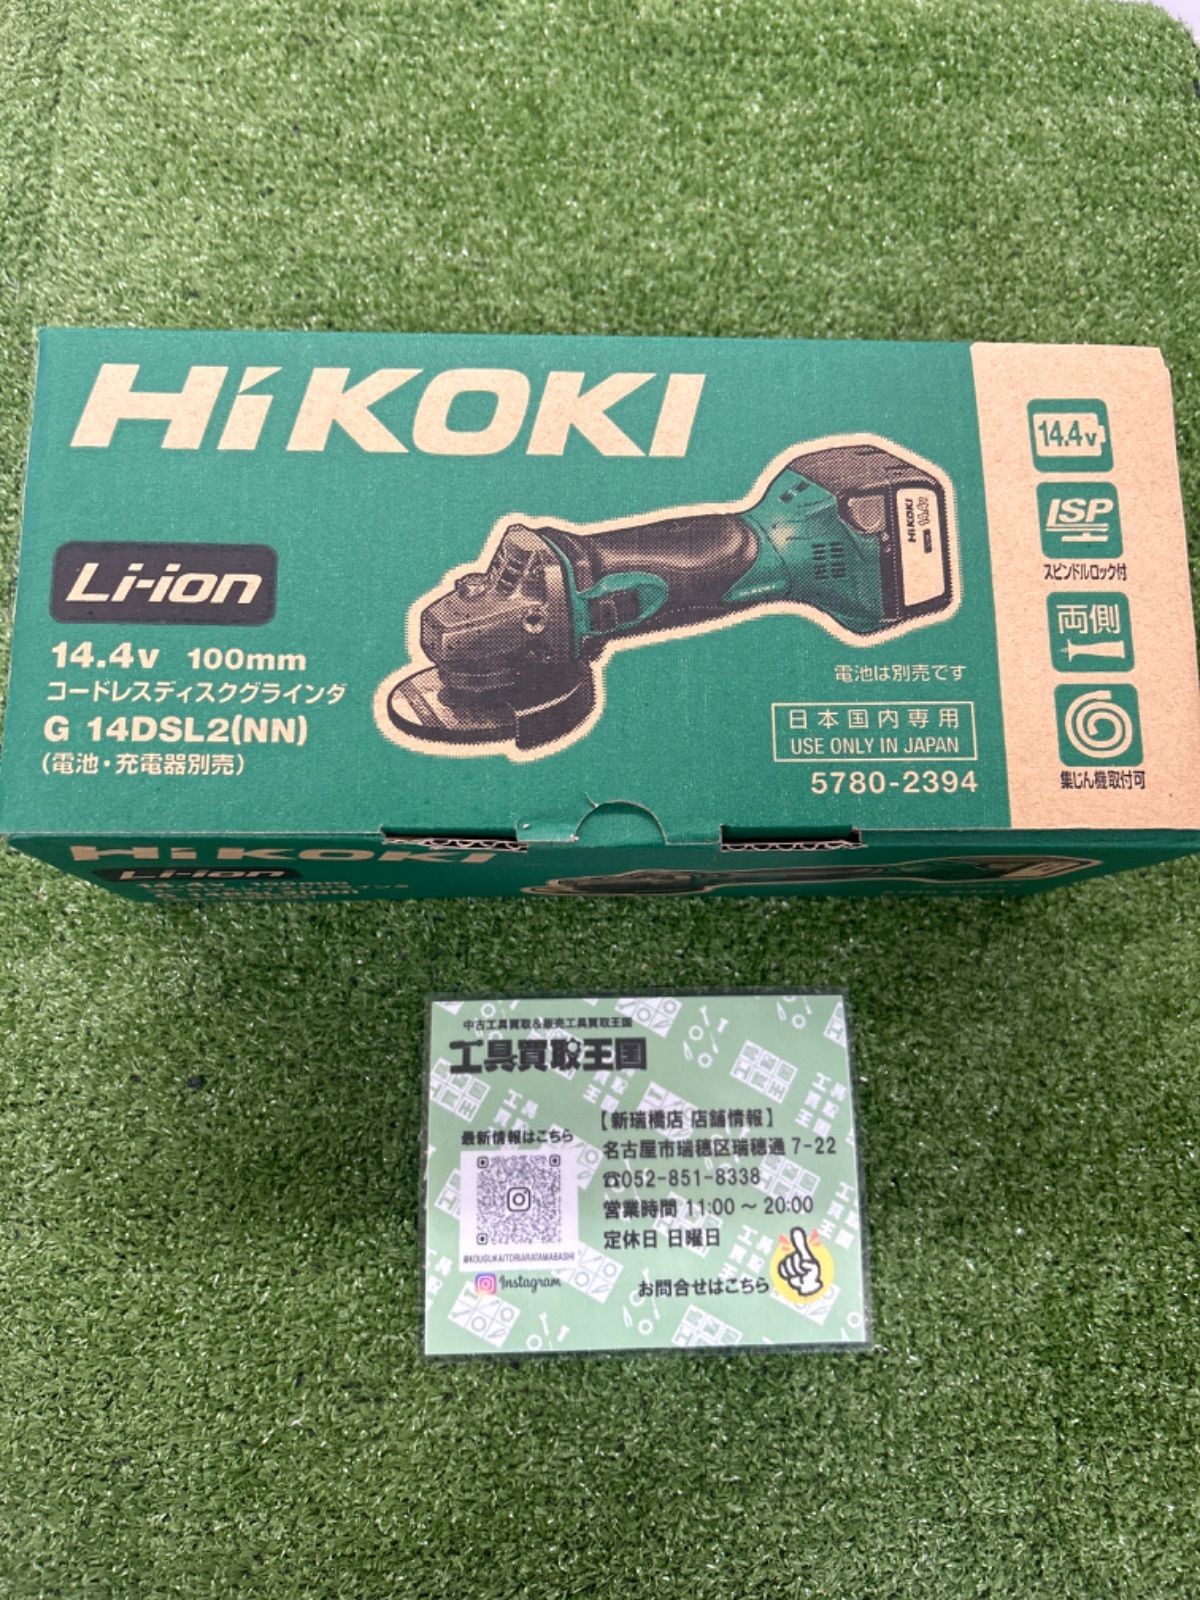 HiKOKI
Li-ion
14.4v 100mm
コードレスディスクグラインダ
G 14DSL2(NN)
(電池・充電器別売)
HiKOKI 14.4v
電池は別売です
日本国内専用
USE ONLY IN JAPAN
5780-2394
14.4v
ISP
スピンドルロック付
両側
集じん機取付可
HiKOKI
Li-ion
中古工具買取&販売工具買取王国
工具買取王国
【新瑞橋店 店舗情報】
最新情報はこちら
名古屋市瑞穂区瑞穂通 7-22
☎052-851-8338
営業時間 11:00 ～ 20:00
定休日 日曜日
@KOUGUKAITORIARATAMABASHI
Instagram
お問合せはこちら